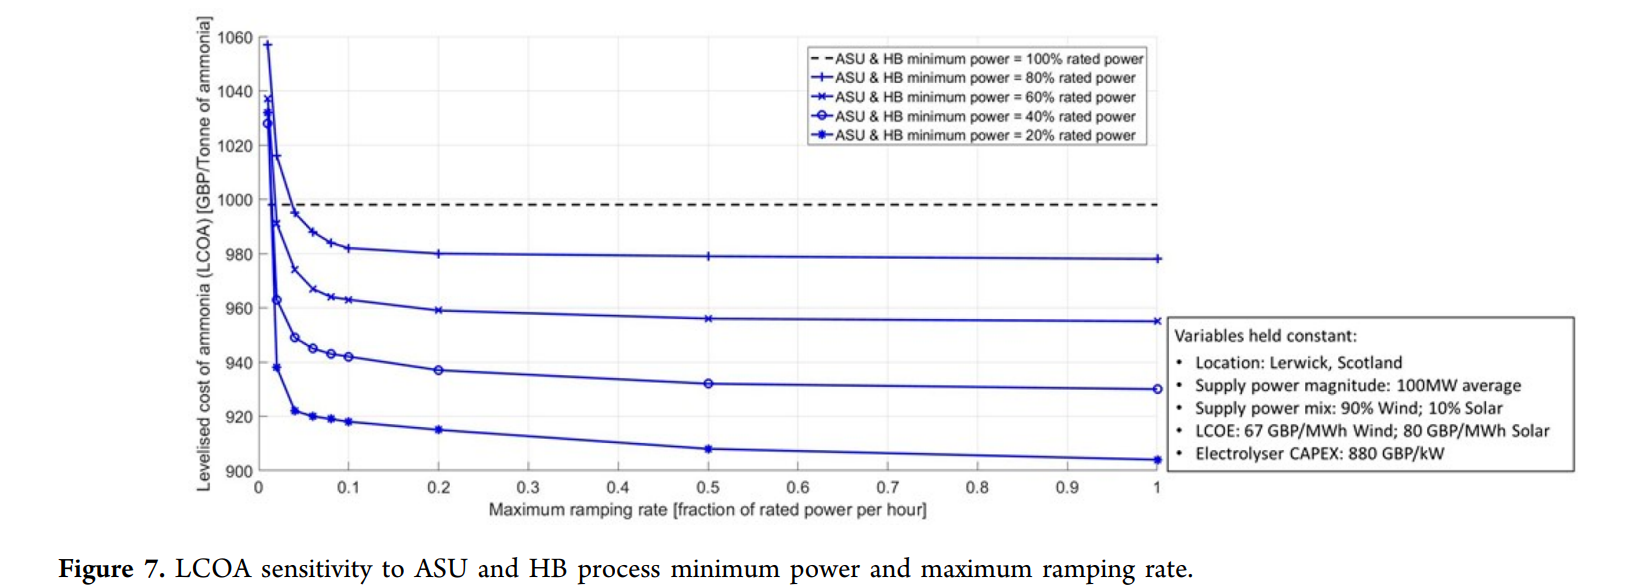 Levelised cost of ammonia (LCOA) [GBP/Tonne of ammonia]
1060
1040
1020
1000
980
960
940
920
900
0 0.1 0.2 0.3 0.4 0.5 0.6 0.7 0.8 0.9 1
Maximum ramping rate [fraction of rated power per hour]
ASU & HB minimum power = 100% rated power
ASU & HB minimum power = 80% rated power
ASU & HB minimum power = 60% rated power
ASU & HB minimum power = 40% rated power
ASU & HB minimum power = 20% rated power
Variables held constant:
• Location: Lerwick, Scotland
• Supply power magnitude: 100MW average
• Supply power mix: 90% Wind; 10% Solar
• LCOE: 67 GBP/MWh Wind; 80 GBP/MWh Solar
• Electrolyser CAPEX: 880 GBP/kW
Figure 7. LCOA sensitivity to ASU and HB process minimum power and maximum ramping rate.